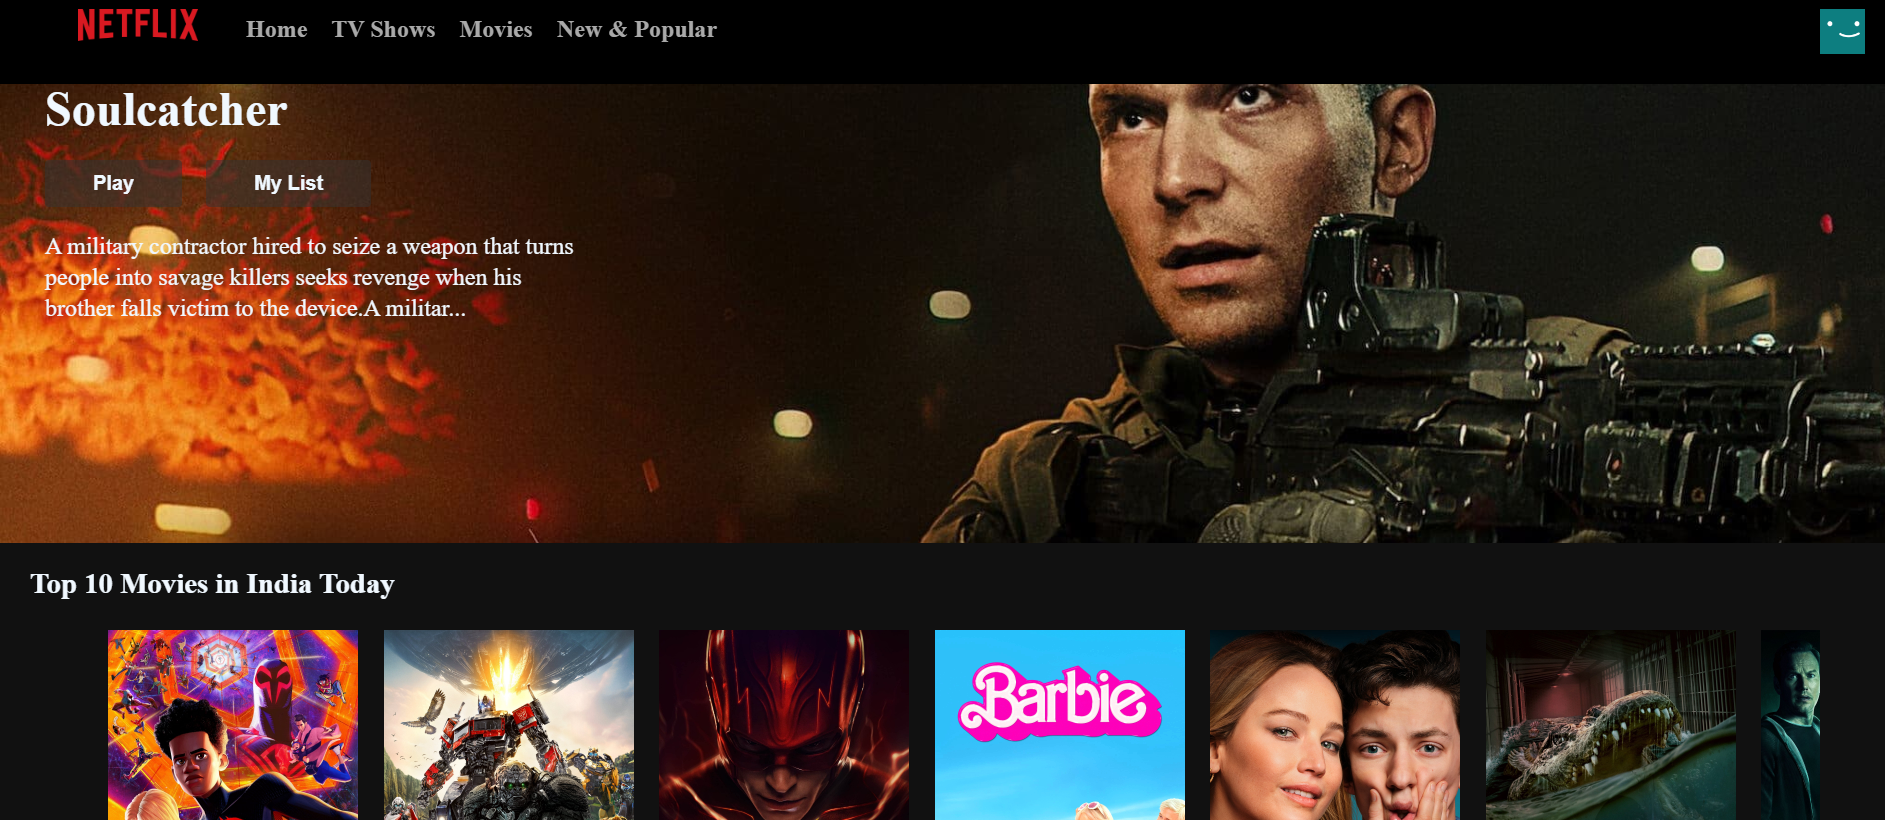 NETFLIX Home TV Shows Movies New & Popular
Soulcatcher
Play My List
A military contractor hired to seize a weapon that turns
people into savage killers seeks revenge when his
brother falls victim to the device.A militar...
Top 10 Movies in India Today
Barbie